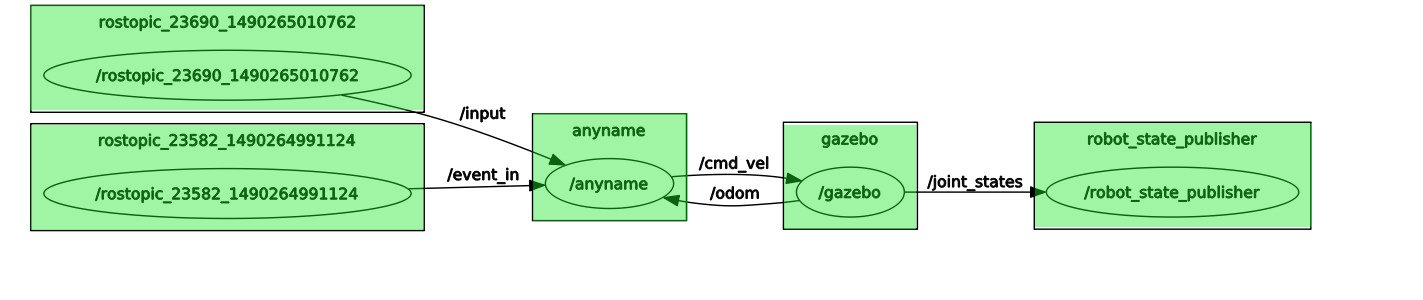 rostopic_23690_1490265010762
/rostopic_23690_1490265010762
/input
rostopic_23582_1490264991124
/rostopic_23582_1490264991124
/event_in
anyname
/anyname
/cmd_vel
/odom
gazebo
/gazebo
/joint_states
robot_state_publisher
/robot_state_publisher